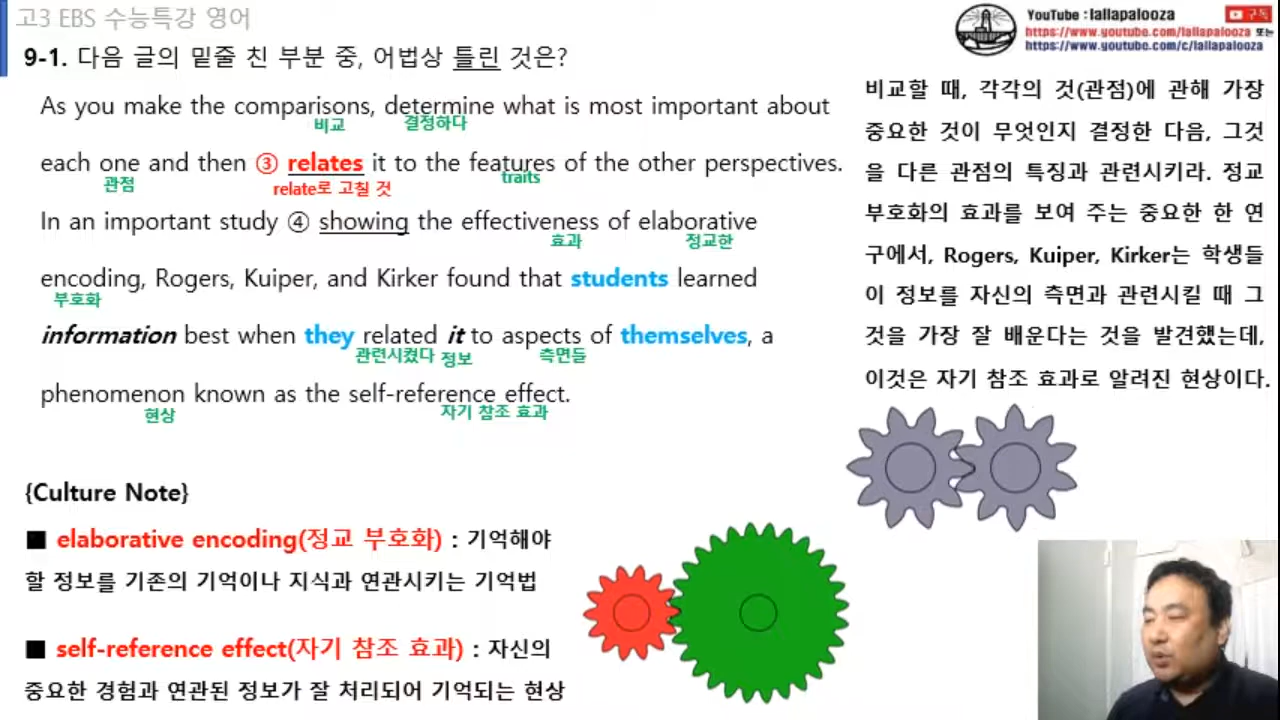 고3 EBS 수능특강 영어
YouTube : lallapalooza
구독
https://www.youtube.com/lallapalooza 또는
https://www.youtube.com/c/lallapalooza
9-1. 다음 글의 밑줄 친 부분 중, 어법상 틀린 것은?
As you make the comparisons, determine what is most important about
비교 결정하다
each one and then ③ relates it to the features of the other perspectives.
관점 relate로 고칠 것 traits
In an important study ④ showing the effectiveness of elaborative
효과 정교한
encoding, Rogers, Kuiper, and Kirker found that students learned
부호화
information best when they related it to aspects of themselves, a
관련시켰다 정보 측면들
phenomenon known as the self-reference effect.
현상 자기 참조 효과
비교할 때, 각각의 것(관점)에 관해 가장
중요한 것이 무엇인지 결정한 다음, 그것
을 다른 관점의 특징과 관련시키라. 정교
부호화의 효과를 보여 주는 중요한 한 연
구에서, Rogers, Kuiper, Kirker는 학생들
이 정보를 자신의 측면과 관련시킬 때 그
것을 가장 잘 배운다는 것을 발견했는데,
이것은 자기 참조 효과로 알려진 현상이다.
{Culture Note}
■ elaborative encoding(정교 부호화) : 기억해야
할 정보를 기존의 기억이나 지식과 연관시키는 기억법
■ self-reference effect(자기 참조 효과) : 자신의
중요한 경험과 연관된 정보가 잘 처리되어 기억되는 현상